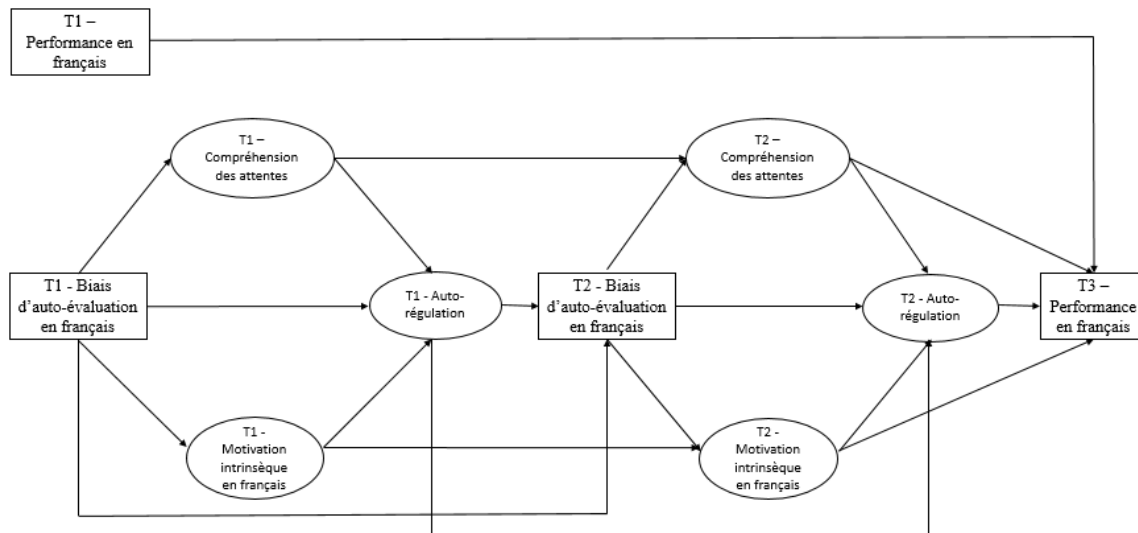 T1 –
Performance en
français
T1 –
Compréhension
des attentes
T2 –
Compréhension
des attentes
T1 - Biais
d'auto-évaluation
en français
T1 - Auto-
régulation
T2 - Biais
d'auto-évaluation
en français
T2 - Auto-
régulation
T3 –
Performance
en français
T1 -
Motivation
intrinsèque
en français
T2 -
Motivation
intrinsèque
en français